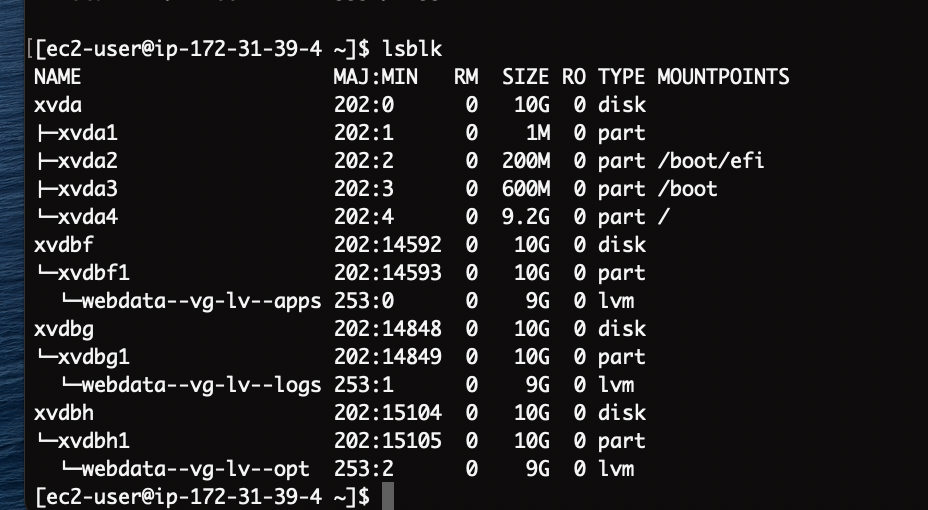 [[ec2-user@ip-172-31-39-4 ~]$ lsblk
NAME                     MAJ:MIN   RM  SIZE RO TYPE MOUNTPOINTS
xvda                     202:0      0   10G  0 disk
├─xvda1                  202:1      0    1M  0 part
├─xvda2                  202:2      0  200M  0 part /boot/efi
├─xvda3                  202:3      0  600M  0 part /boot
└─xvda4                  202:4      0  9.2G  0 part /
xvdbf                    202:14592  0   10G  0 disk
└─xvdbf1                 202:14593  0   10G  0 part
  └─webdata--vg-lv--apps 253:0      0    9G  0 lvm
xvdbg                    202:14848  0   10G  0 disk
└─xvdbg1                 202:14849  0   10G  0 part
  └─webdata--vg-lv--logs 253:1      0    9G  0 lvm
xvdbh                    202:15104  0   10G  0 disk
└─xvdbh1                 202:15105  0   10G  0 part
  └─webdata--vg-lv--opt  253:2      0    9G  0 lvm
[ec2-user@ip-172-31-39-4 ~]$